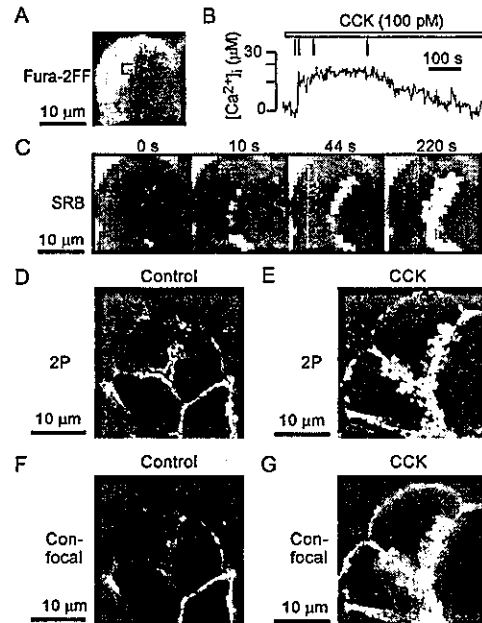 A
Fura-2FF
10 µm
B
CCK (100 pM)
100 s
[Ca²⁺]ᵢ (µM)
30
0
C
0 s 10 s 44 s 220 s
SRB
10 µm
D
Control
2P
10 µm
E
CCK
2P
10 µm
F
Control
Con-
focal
10 µm
G
CCK
Con-
focal
10 µm